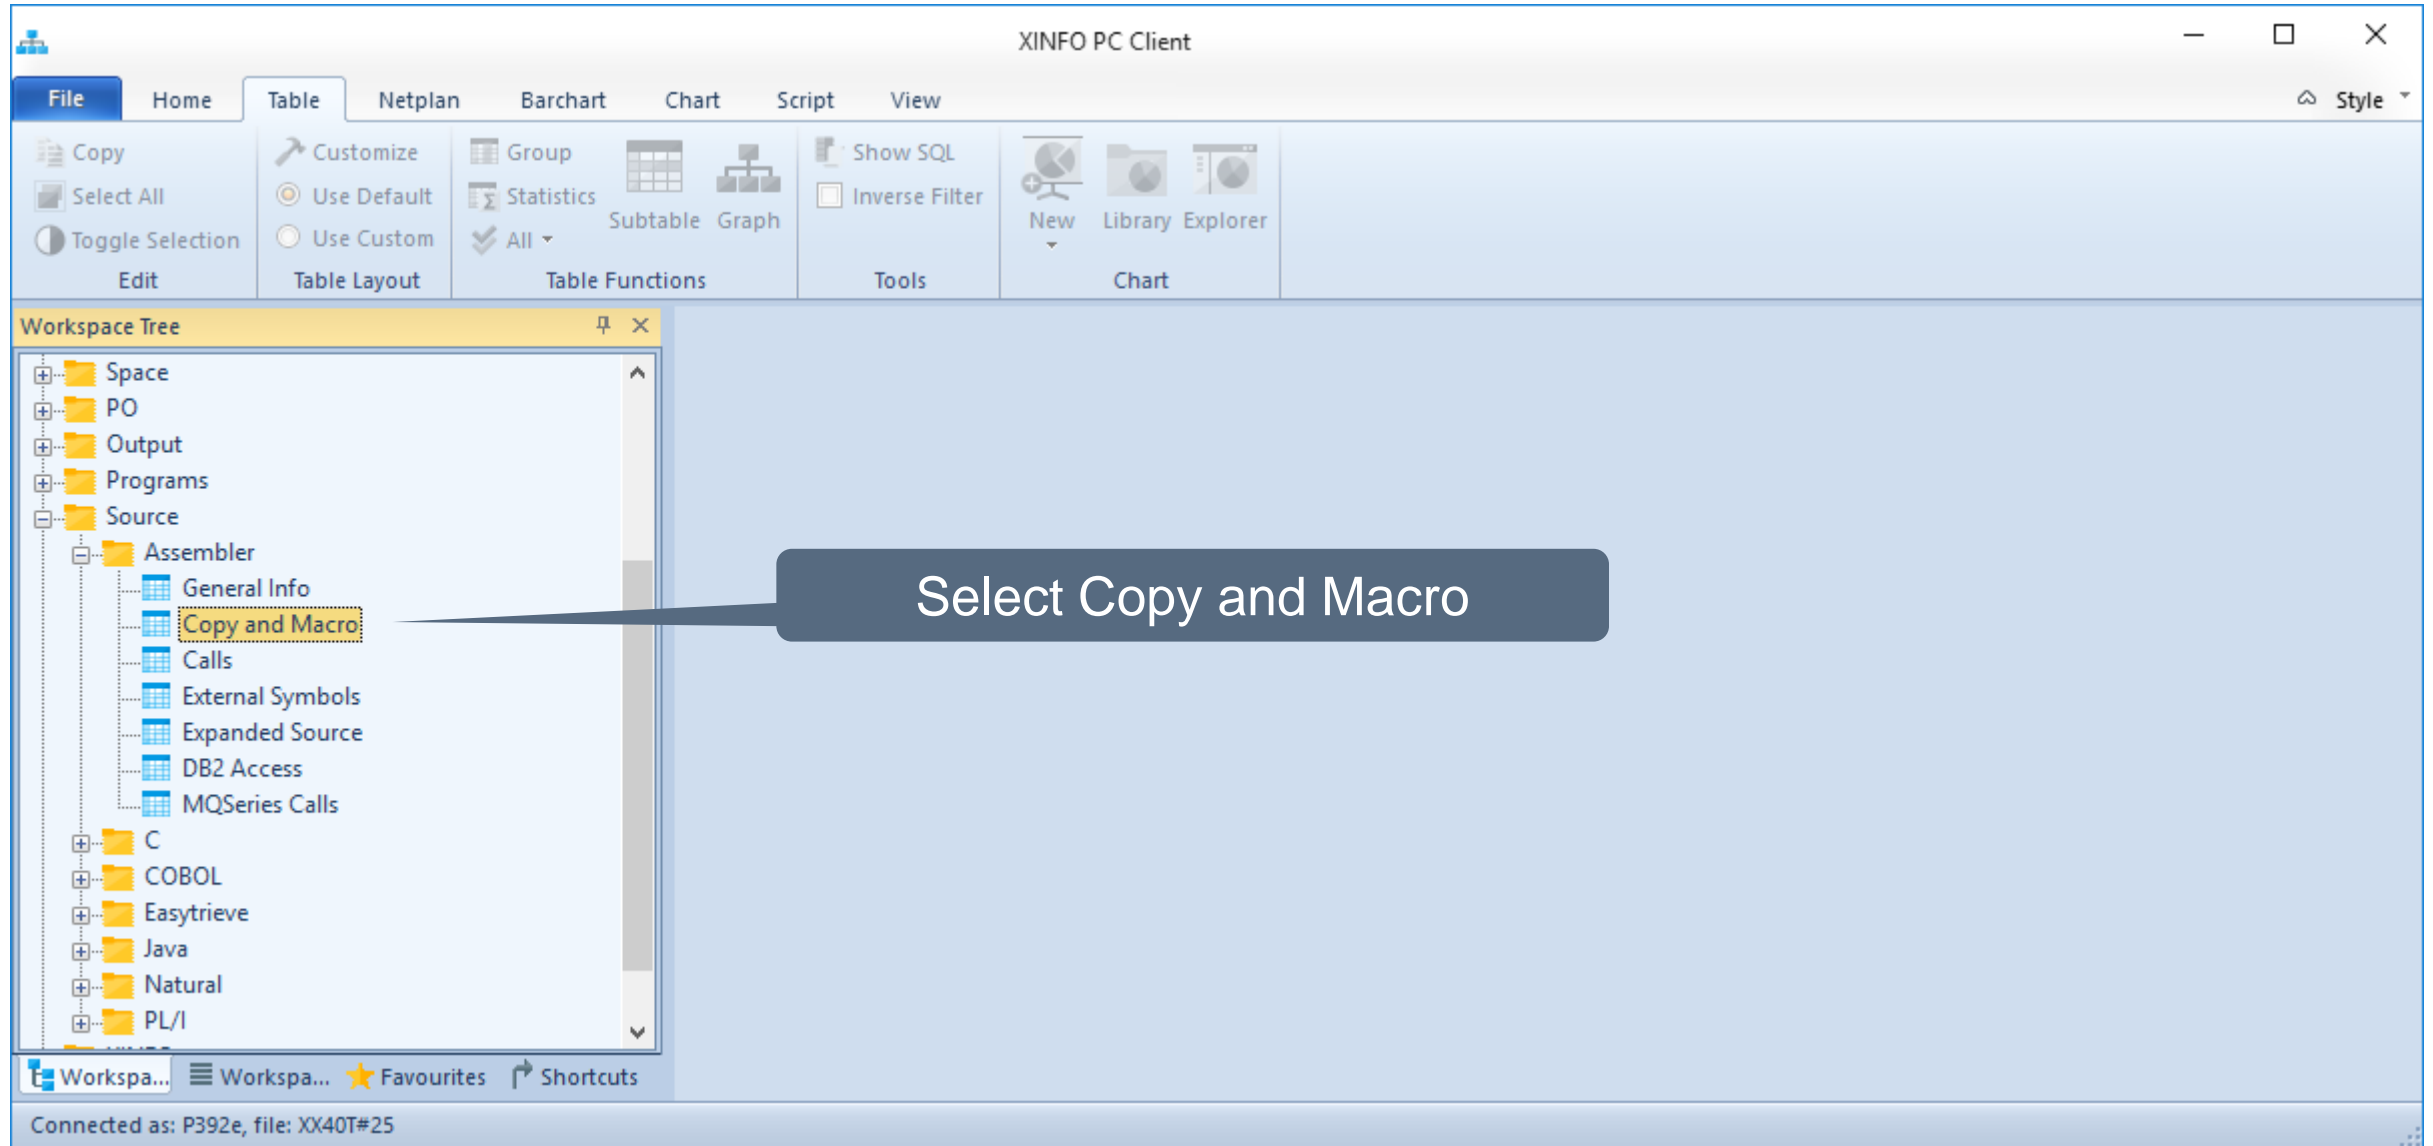 XINFO PC Client
File Home Table Netplan Barchart Chart Script View Style
Copy Customize Group Show SQL
Select All Use Default Statistics Inverse Filter
Subtable Graph New Library Explorer
Toggle Selection Use Custom All
Edit Table Layout Table Functions Tools Chart
Workspace Tree
Space
PO
Output
Programs
Source
Assembler
General Info
Copy and Macro
Select Copy and Macro
Calls
External Symbols
Expanded Source
DB2 Access
MQSeries Calls
C
COBOL
Easytrieve
Java
Natural
PL/I
Workspa... Workspa... Favourites Shortcuts
Connected as: P392e, file: XX40T#25